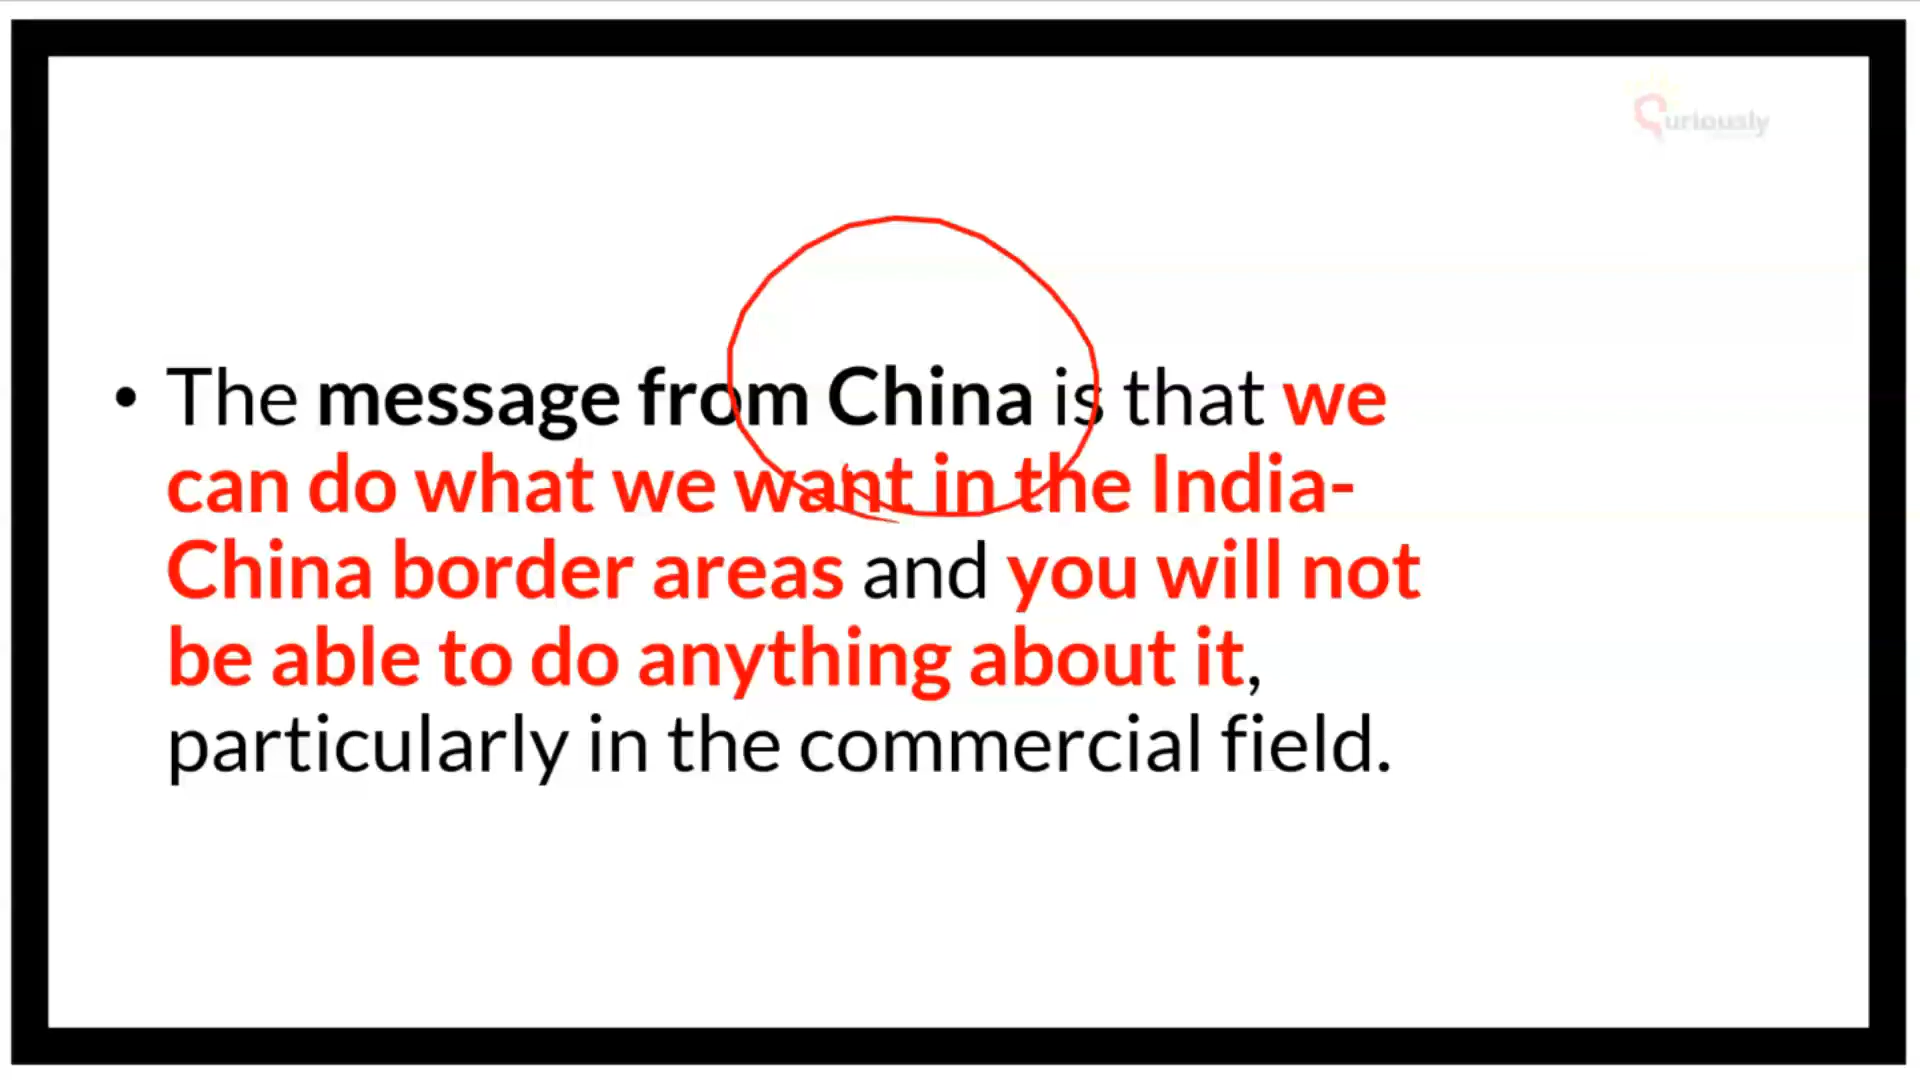 uriously
• The message from China is that we
can do what we want in the India-
China border areas and you will not
be able to do anything about it,
particularly in the commercial field.